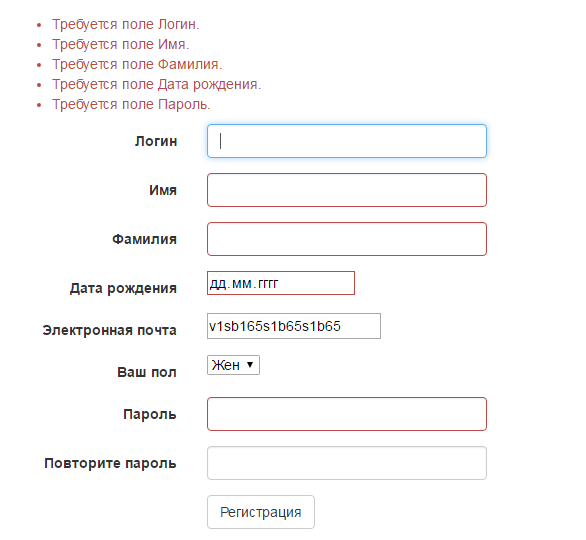 Требуется поле Логин.
Требуется поле Имя.
Требуется поле Фамилия.
Требуется поле Дата рождения.
Требуется поле Пароль.
Логин
Имя
Фамилия
Дата рождения дд.мм.гггг
Электронная почта v1sb165s1b65s1b65
Ваш пол Жен
Пароль
Повторите пароль
Регистрация